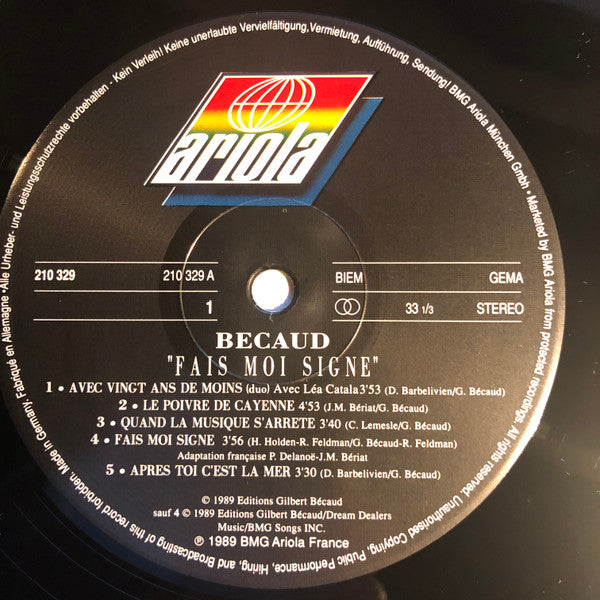 Alle Urheber- und Leistungsschutzrechte vorbehalten - Kein Verleih! Keine unerlaubte Vervielfältigung, Vermietung, Aufführung, Sendung! BMG Ariola München GmbH • Marketed by BMG Ariola from protected recordings. All rights reserved. Unauthorised Copying, Public Performance, Hiring, and Broadcasting of this record forbidden. Made in Germany, Fabriqué en Allemagne •
ariola
210 329 210 329 A BIEM GEMA
1 33 1/3 STEREO
BECAUD
"FAIS MOI SIGNE"
1 • AVEC VINGT ANS DE MOINS (duo) Avec Léa Catala 3'53 (D. Barbelivien/G. Bécaud)
2 • LE POIVRE DE CAYENNE 4'53 (J.M. Bériat/G. Bécaud)
3 • QUAND LA MUSIQUE S'ARRETE 3'40 (C. Lemesle/G. Bécaud)
4 • FAIS MOI SIGNE 3'56 (H. Holden-R. Feldman/G. Bécaud-R. Feldman)
Adaptation française P. Delanoë-J.M. Bériat
5 • APRES TOI C'EST LA MER 3'30 (D. Barbelivien/G. Bécaud)
© 1989 Editions Gilbert Bécaud
sauf 4 © 1989 Editions Gilbert Bécaud/Dream Dealers
Music/BMG Songs INC.
℗ 1989 BMG Ariola France